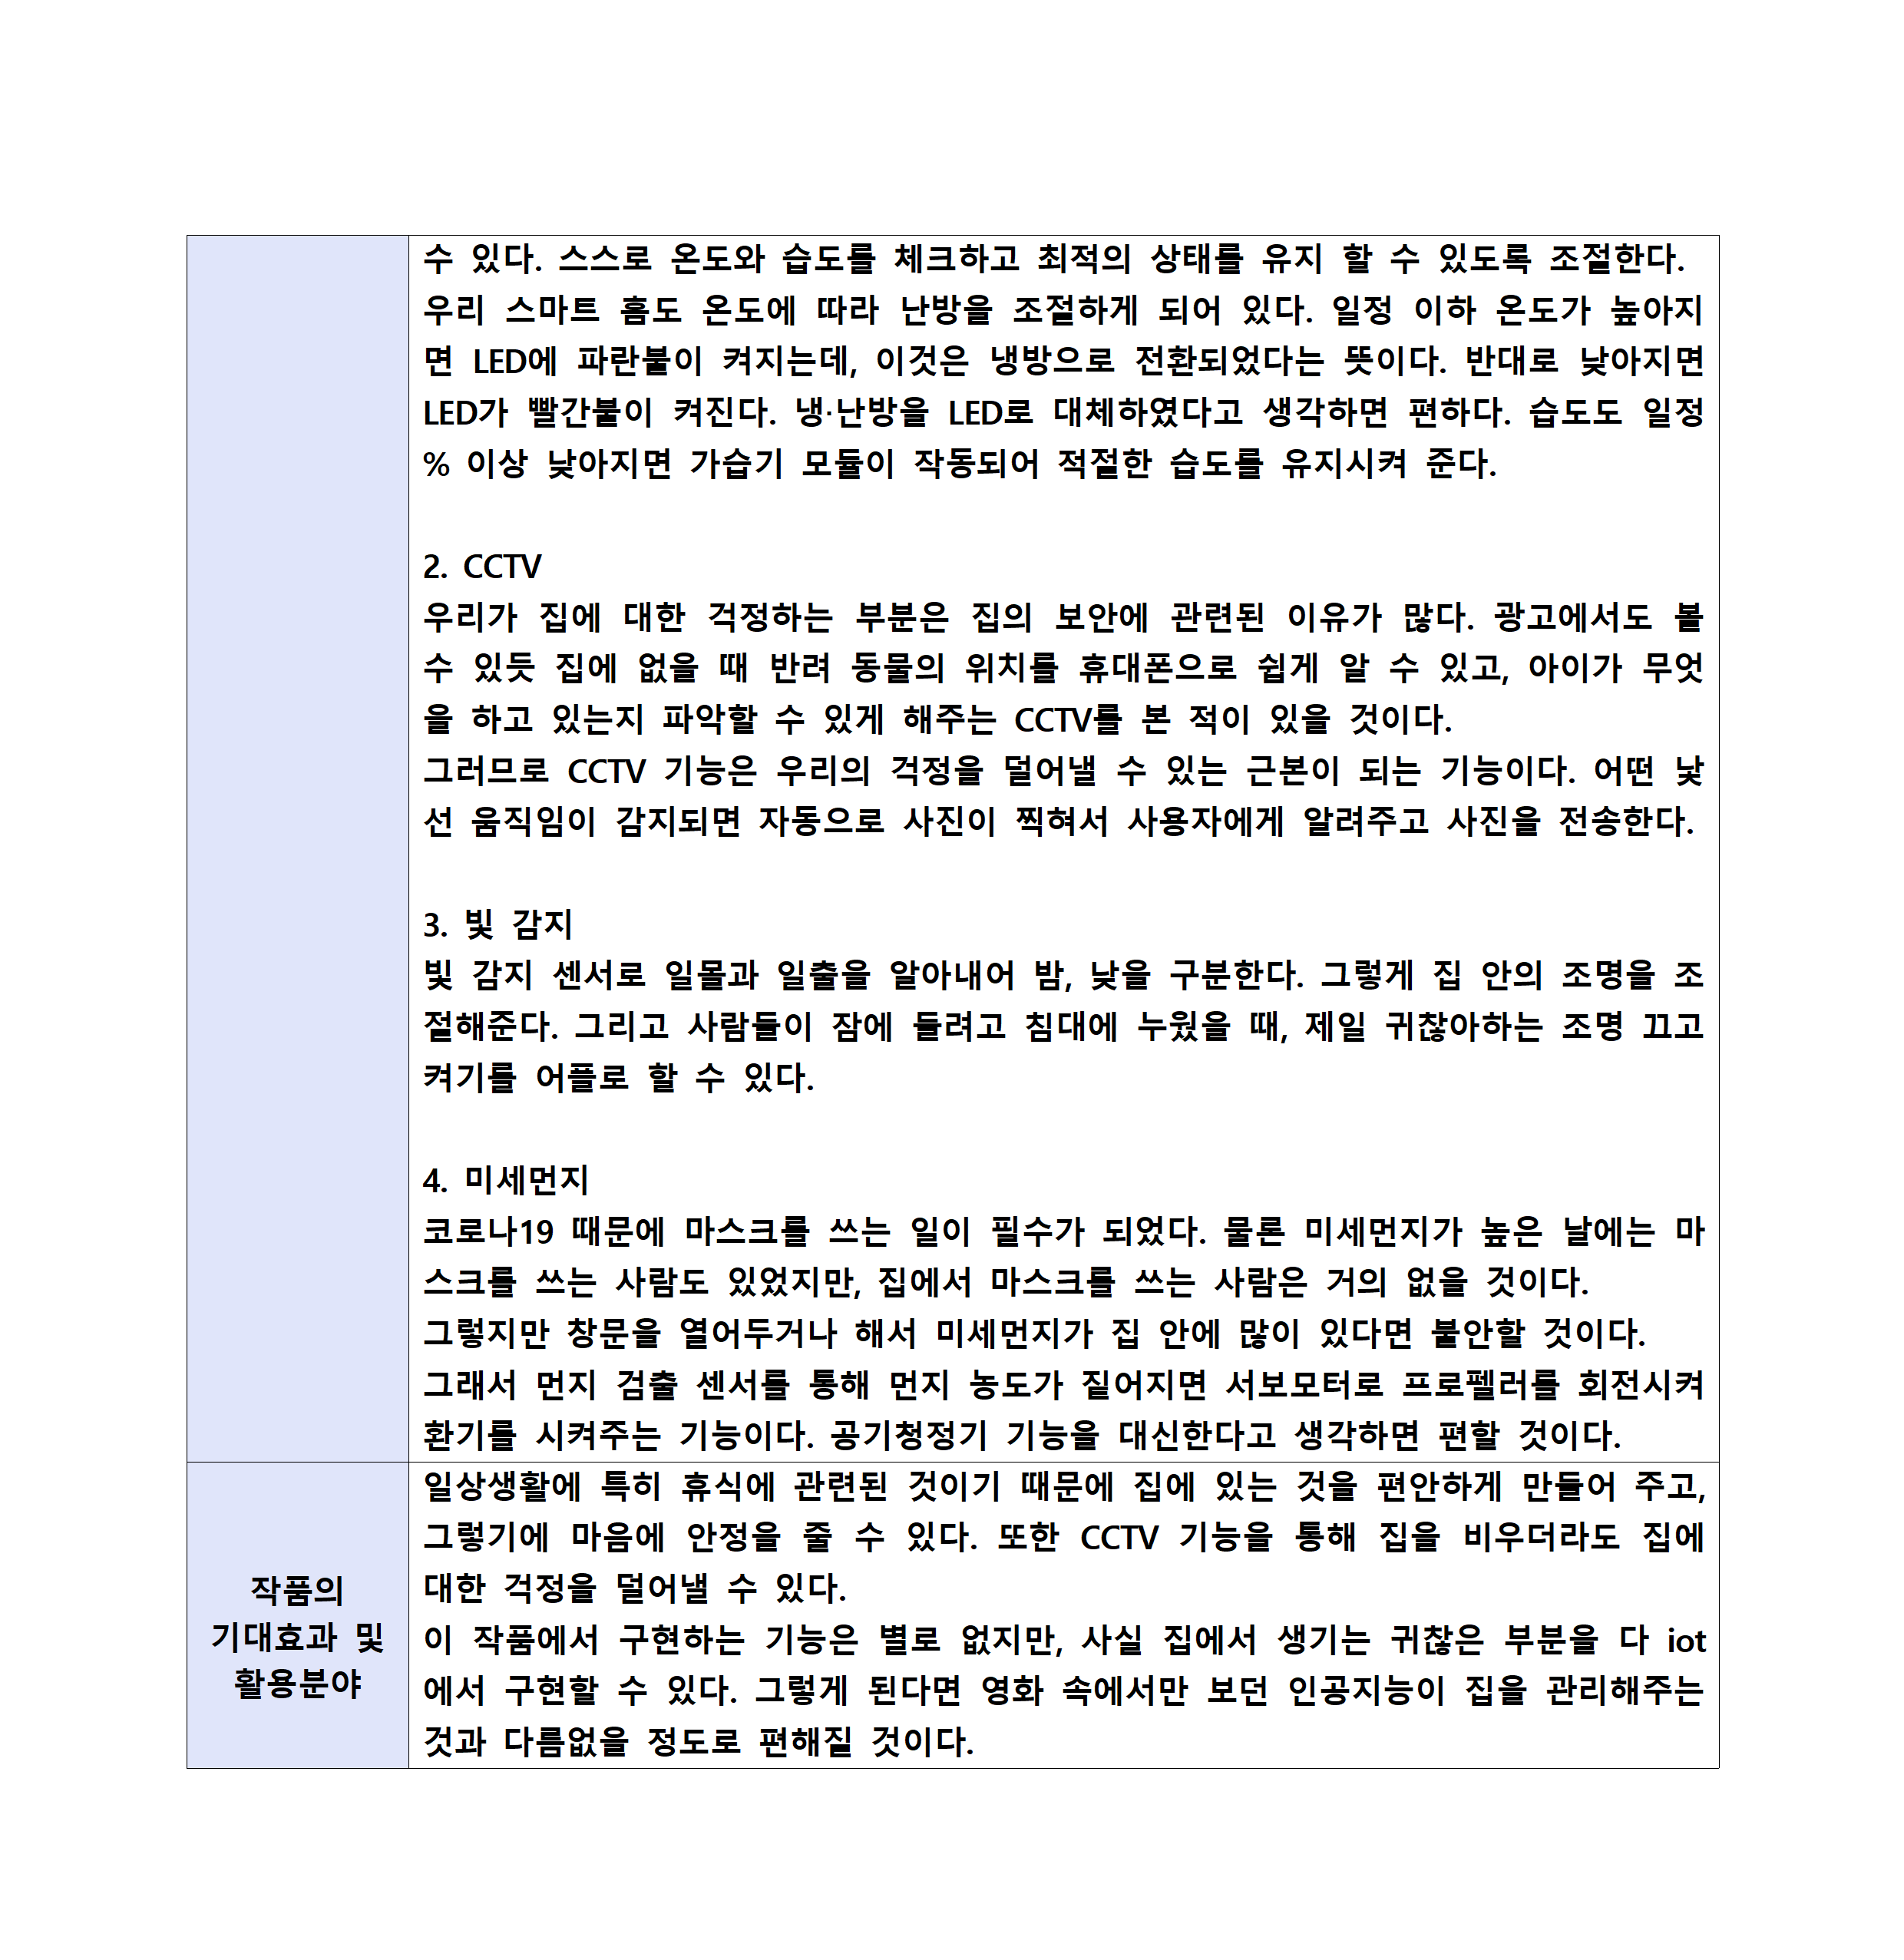 수 있다. 스스로 온도와 습도를 체크하고 최적의 상태를 유지 할 수 있도록 조절한다.
우리 스마트 홈도 온도에 따라 난방을 조절하게 되어 있다. 일정 이하 온도가 높아지
면 LED에 파란불이 켜지는데, 이것은 냉방으로 전환되었다는 뜻이다. 반대로 낮아지면
LED가 빨간불이 켜진다. 냉·난방을 LED로 대체하였다고 생각하면 편하다. 습도도 일정
% 이상 낮아지면 가습기 모듈이 작동되어 적절한 습도를 유지시켜 준다.
2. CCTV
우리가 집에 대한 걱정하는 부분은 집의 보안에 관련된 이유가 많다. 광고에서도 볼
수 있듯 집에 없을 때 반려 동물의 위치를 휴대폰으로 쉽게 알 수 있고, 아이가 무엇
을 하고 있는지 파악할 수 있게 해주는 CCTV를 본 적이 있을 것이다.
그러므로 CCTV 기능은 우리의 걱정을 덜어낼 수 있는 근본이 되는 기능이다. 어떤 낯
선 움직임이 감지되면 자동으로 사진이 찍혀서 사용자에게 알려주고 사진을 전송한다.
3. 빛 감지
빛 감지 센서로 일몰과 일출을 알아내어 밤, 낮을 구분한다. 그렇게 집 안의 조명을 조
절해준다. 그리고 사람들이 잠에 들려고 침대에 누웠을 때, 제일 귀찮아하는 조명 끄고
켜기를 어플로 할 수 있다.
4. 미세먼지
코로나19 때문에 마스크를 쓰는 일이 필수가 되었다. 물론 미세먼지가 높은 날에는 마
스크를 쓰는 사람도 있었지만, 집에서 마스크를 쓰는 사람은 거의 없을 것이다.
그렇지만 창문을 열어두거나 해서 미세먼지가 집 안에 많이 있다면 불안할 것이다.
그래서 먼지 검출 센서를 통해 먼지 농도가 짙어지면 서보모터로 프로펠러를 회전시켜
환기를 시켜주는 기능이다. 공기청정기 기능을 대신한다고 생각하면 편할 것이다.
작품의
기대효과 및
활용분야
일상생활에 특히 휴식에 관련된 것이기 때문에 집에 있는 것을 편안하게 만들어 주고,
그렇기에 마음에 안정을 줄 수 있다. 또한 CCTV 기능을 통해 집을 비우더라도 집에
대한 걱정을 덜어낼 수 있다.
이 작품에서 구현하는 기능은 별로 없지만, 사실 집에서 생기는 귀찮은 부분을 다 iot
에서 구현할 수 있다. 그렇게 된다면 영화 속에서만 보던 인공지능이 집을 관리해주는
것과 다름없을 정도로 편해질 것이다.